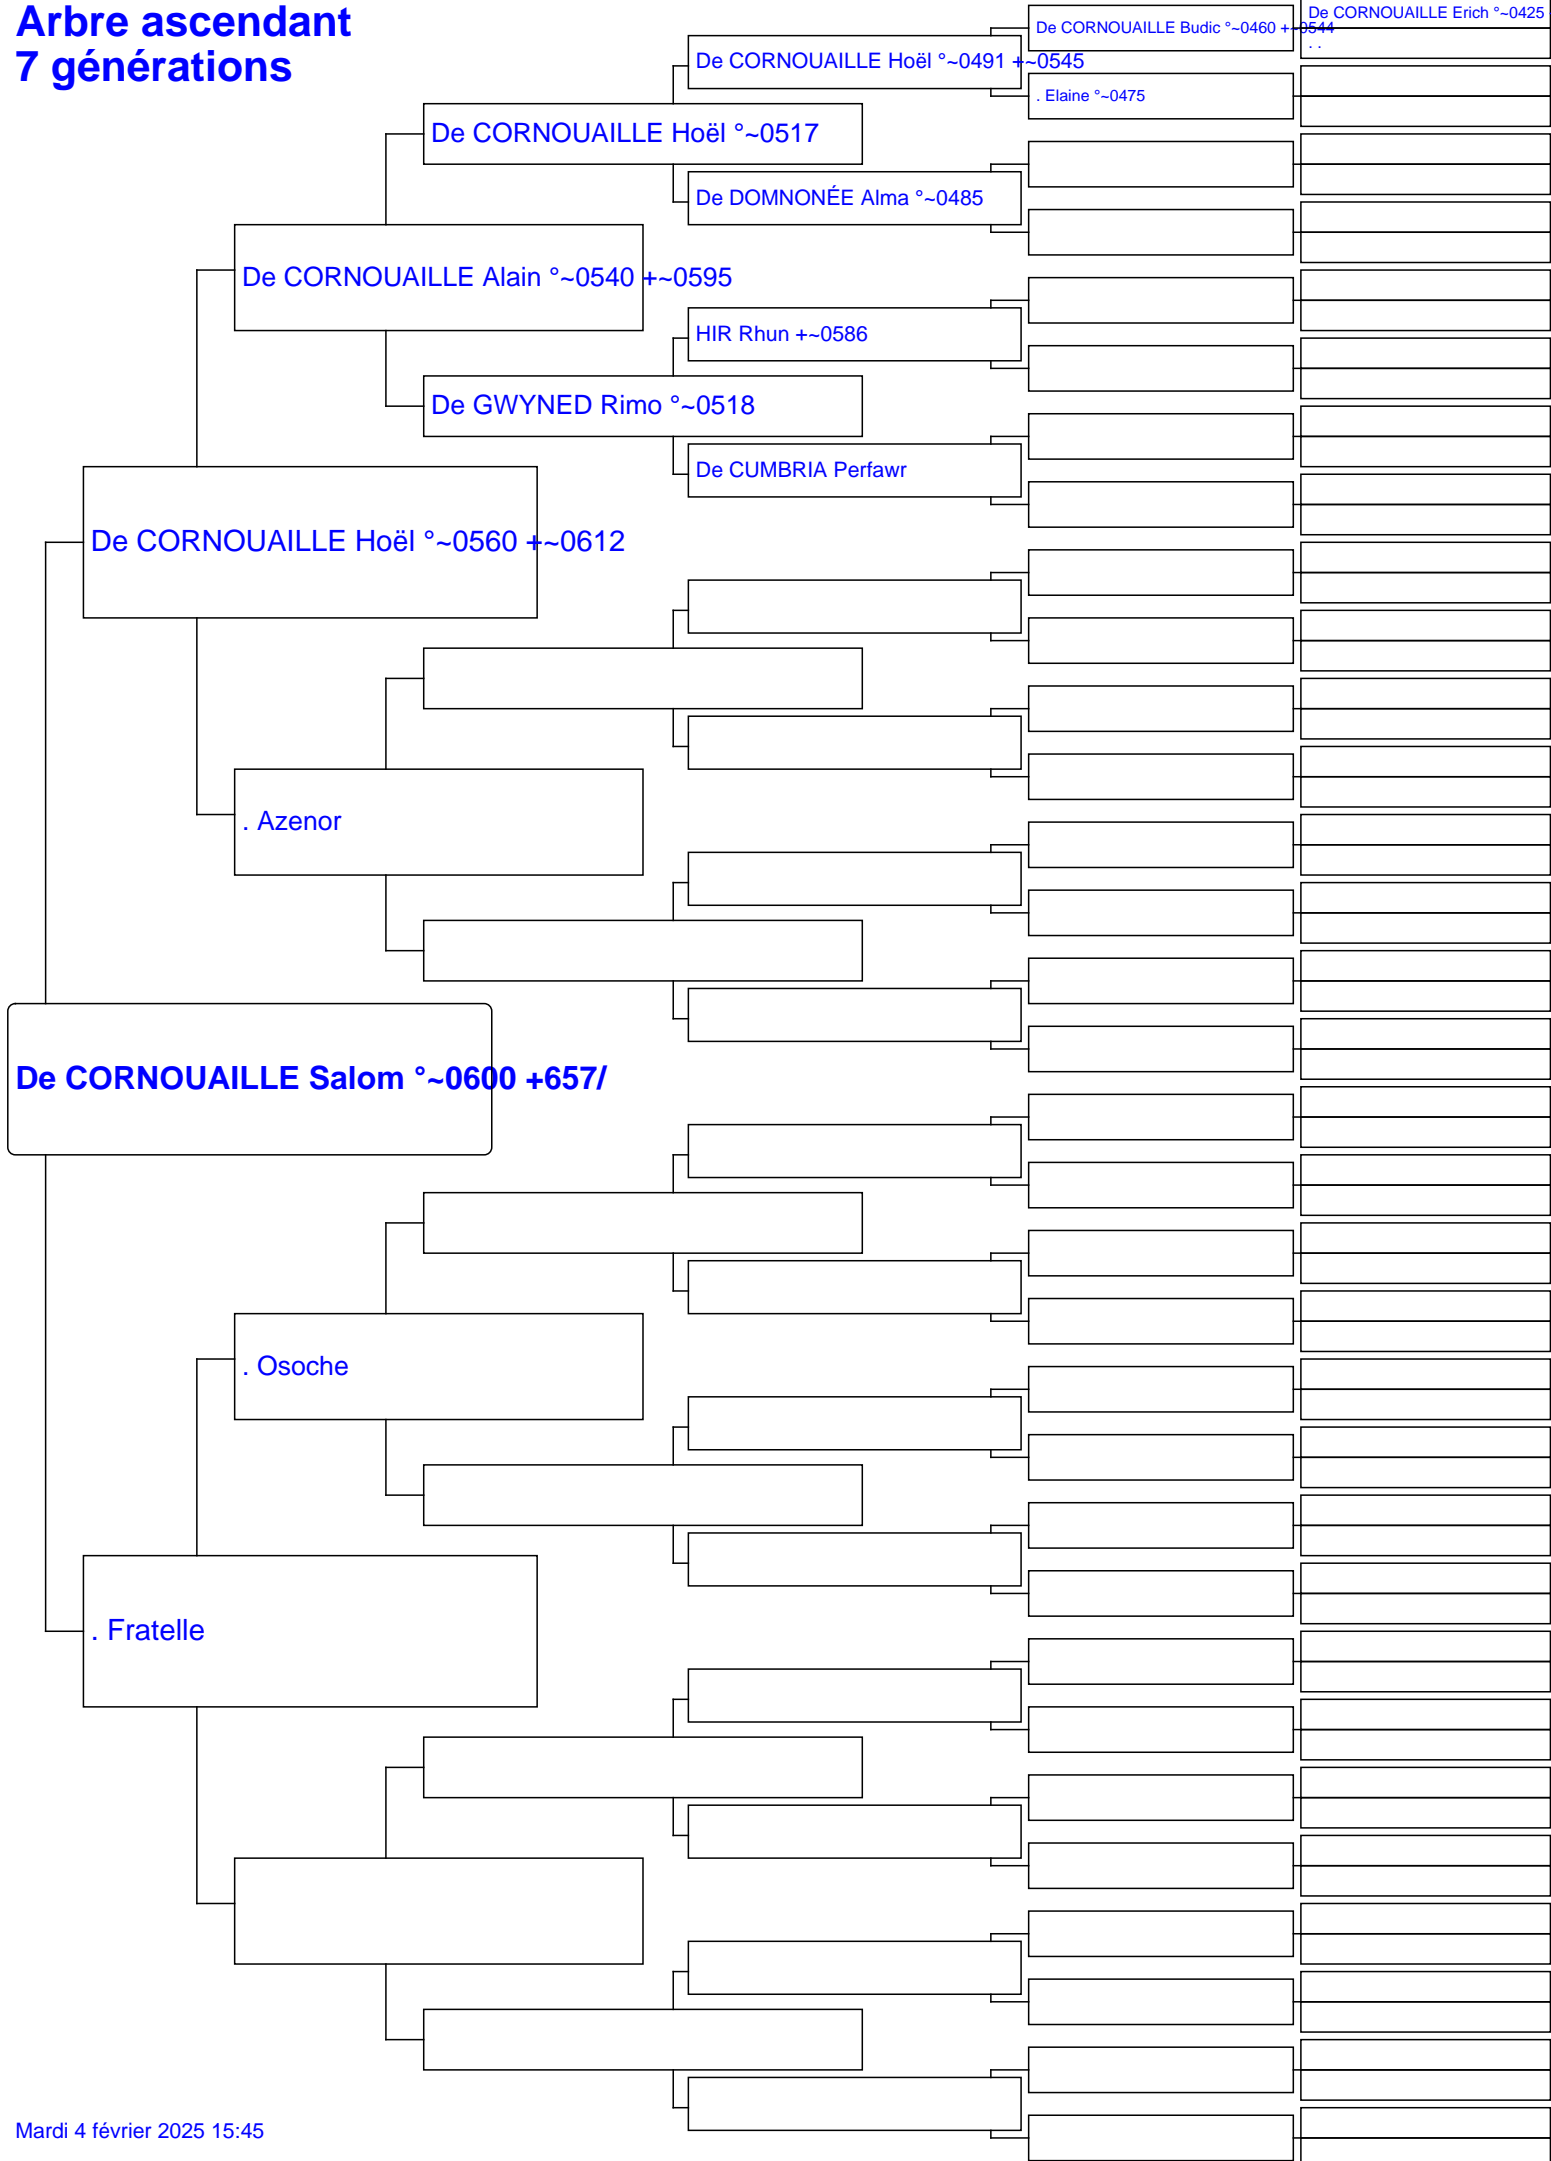 Arbre ascendant
7 générations
De CORNOUAILLE Erich °~0425
. .
De CORNOUAILLE Budic °~0460 +~0544
De CORNOUAILLE Hoël °~0491 +~0545
. Elaine °~0475
De CORNOUAILLE Hoël °~0517
De DOMNONÉE Alma °~0485
De CORNOUAILLE Alain °~0540 +~0595
HIR Rhun +~0586
De GWYNED Rimo °~0518
De CUMBRIA Perfawr
De CORNOUAILLE Hoël °~0560 +~0612
. Azenor
De CORNOUAILLE Salom °~0600 +657/
. Osoche
. Fratelle
Mardi 4 février 2025 15:45